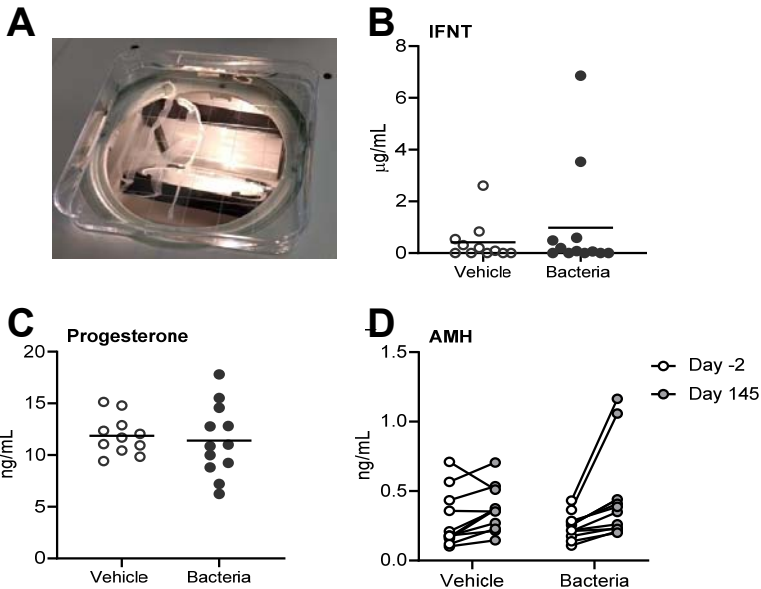 A
B
IFNT
8
6
4
2
0
µg/mL
Vehicle
Bacteria
C
Progesterone
20
15
10
5
0
ng/mL
Vehicle
Bacteria
D
AMH
1.5
1.0
0.5
0.0
ng/mL
Vehicle
Bacteria
Day -2
Day 145